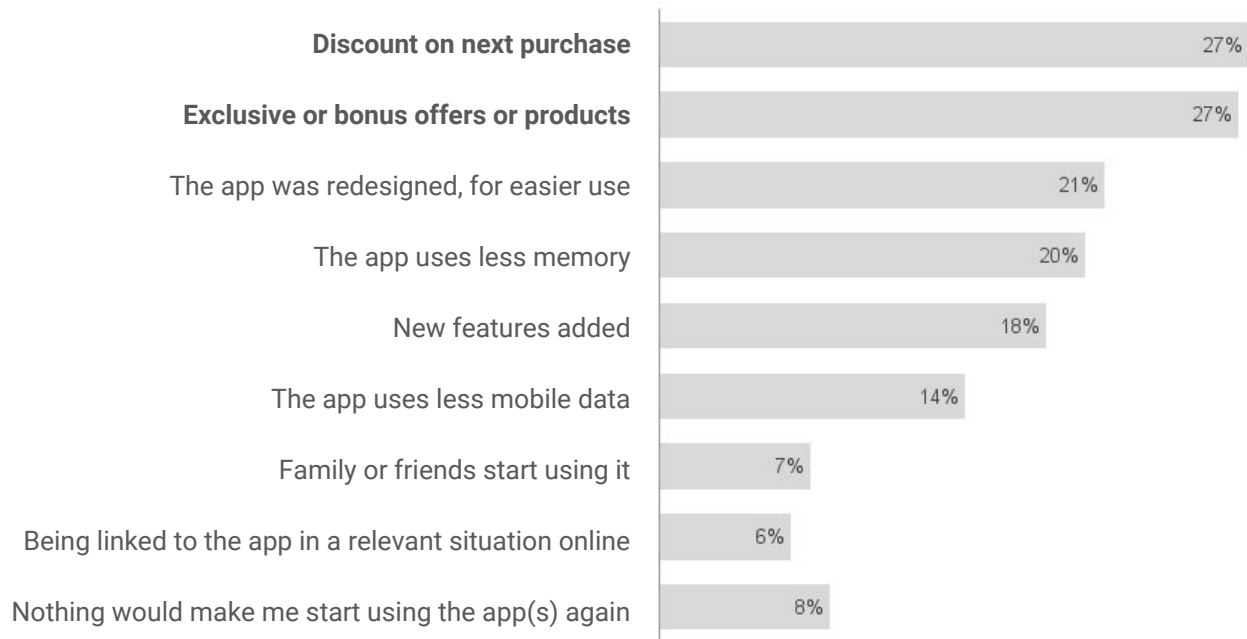 Discount on next purchase 27%
Exclusive or bonus offers or products 27%
The app was redesigned, for easier use 21%
The app uses less memory 20%
New features added 18%
The app uses less mobile data 14%
Family or friends start using it 7%
Being linked to the app in a relevant situation online 6%
Nothing would make me start using the app(s) again 8%